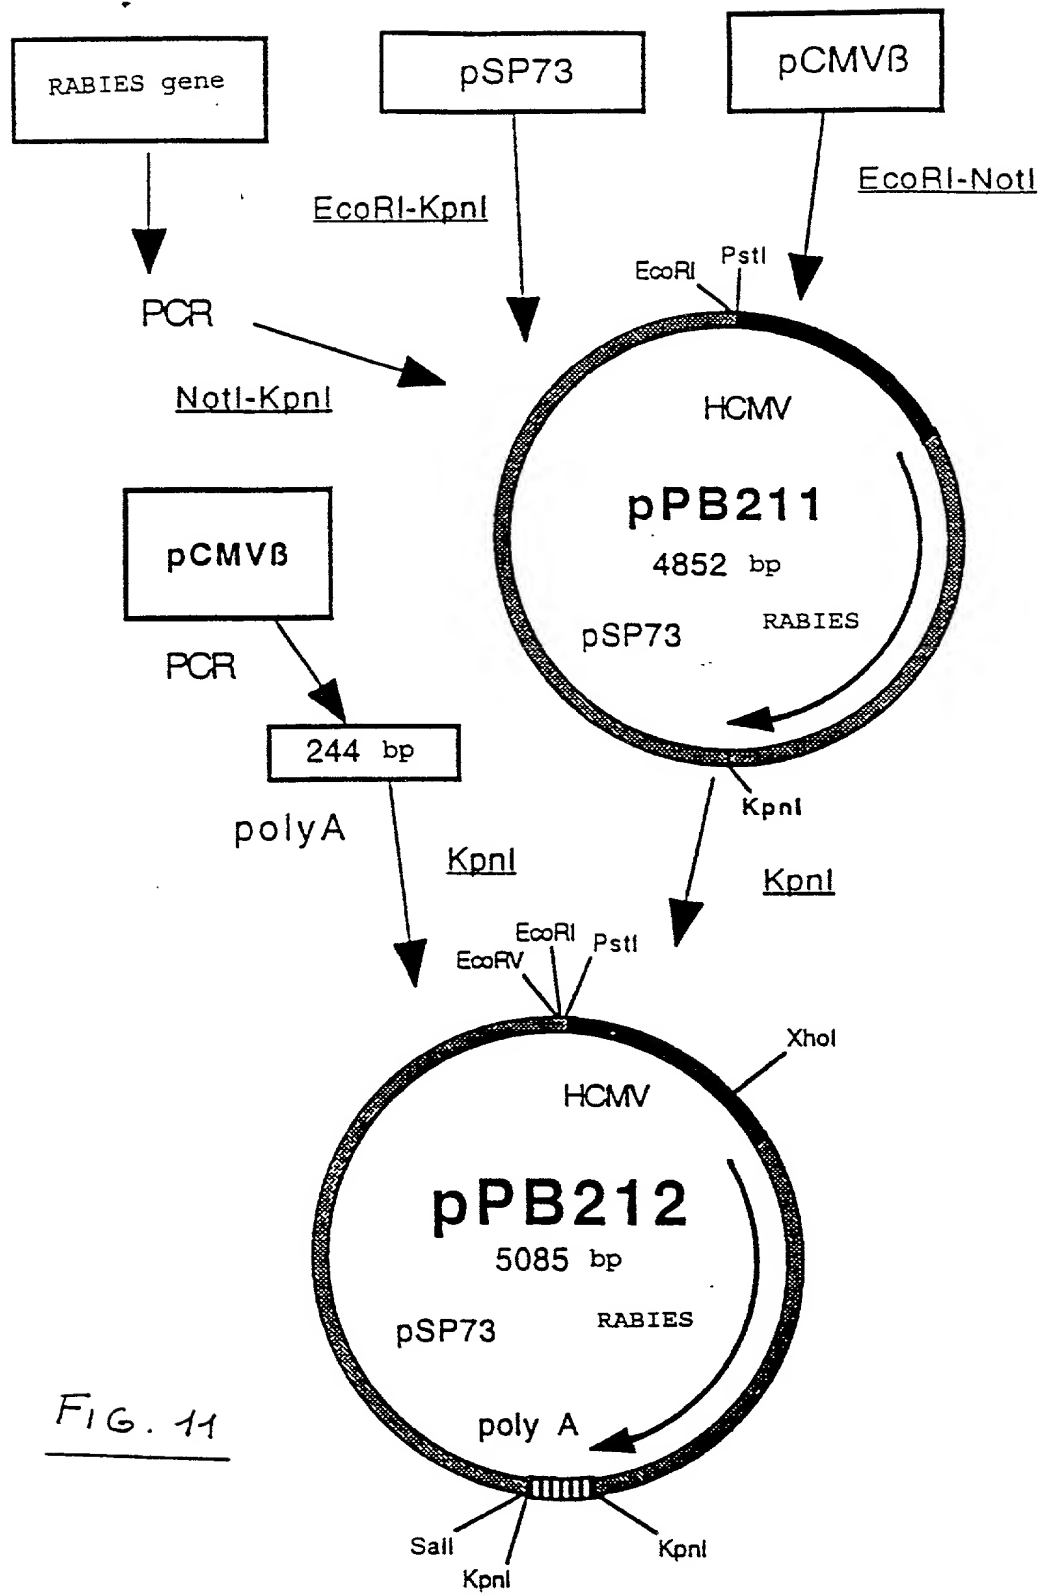 RABIES gene
pSP73
pCMVß
EcoRI-KpnI
EcoRI-NotI
PCR
NotI-KpnI
EcoRI
PstI
HCMV
pPB211
4852 bp
pSP73
RABIES
KpnI
pCMVß
PCR
244 bp
polyA
KpnI
KpnI
EcoRV
EcoRI
PstI
XhoI
HCMV
pPB212
5085 bp
pSP73
RABIES
poly A
SalI
KpnI
KpnI
FIG. 11